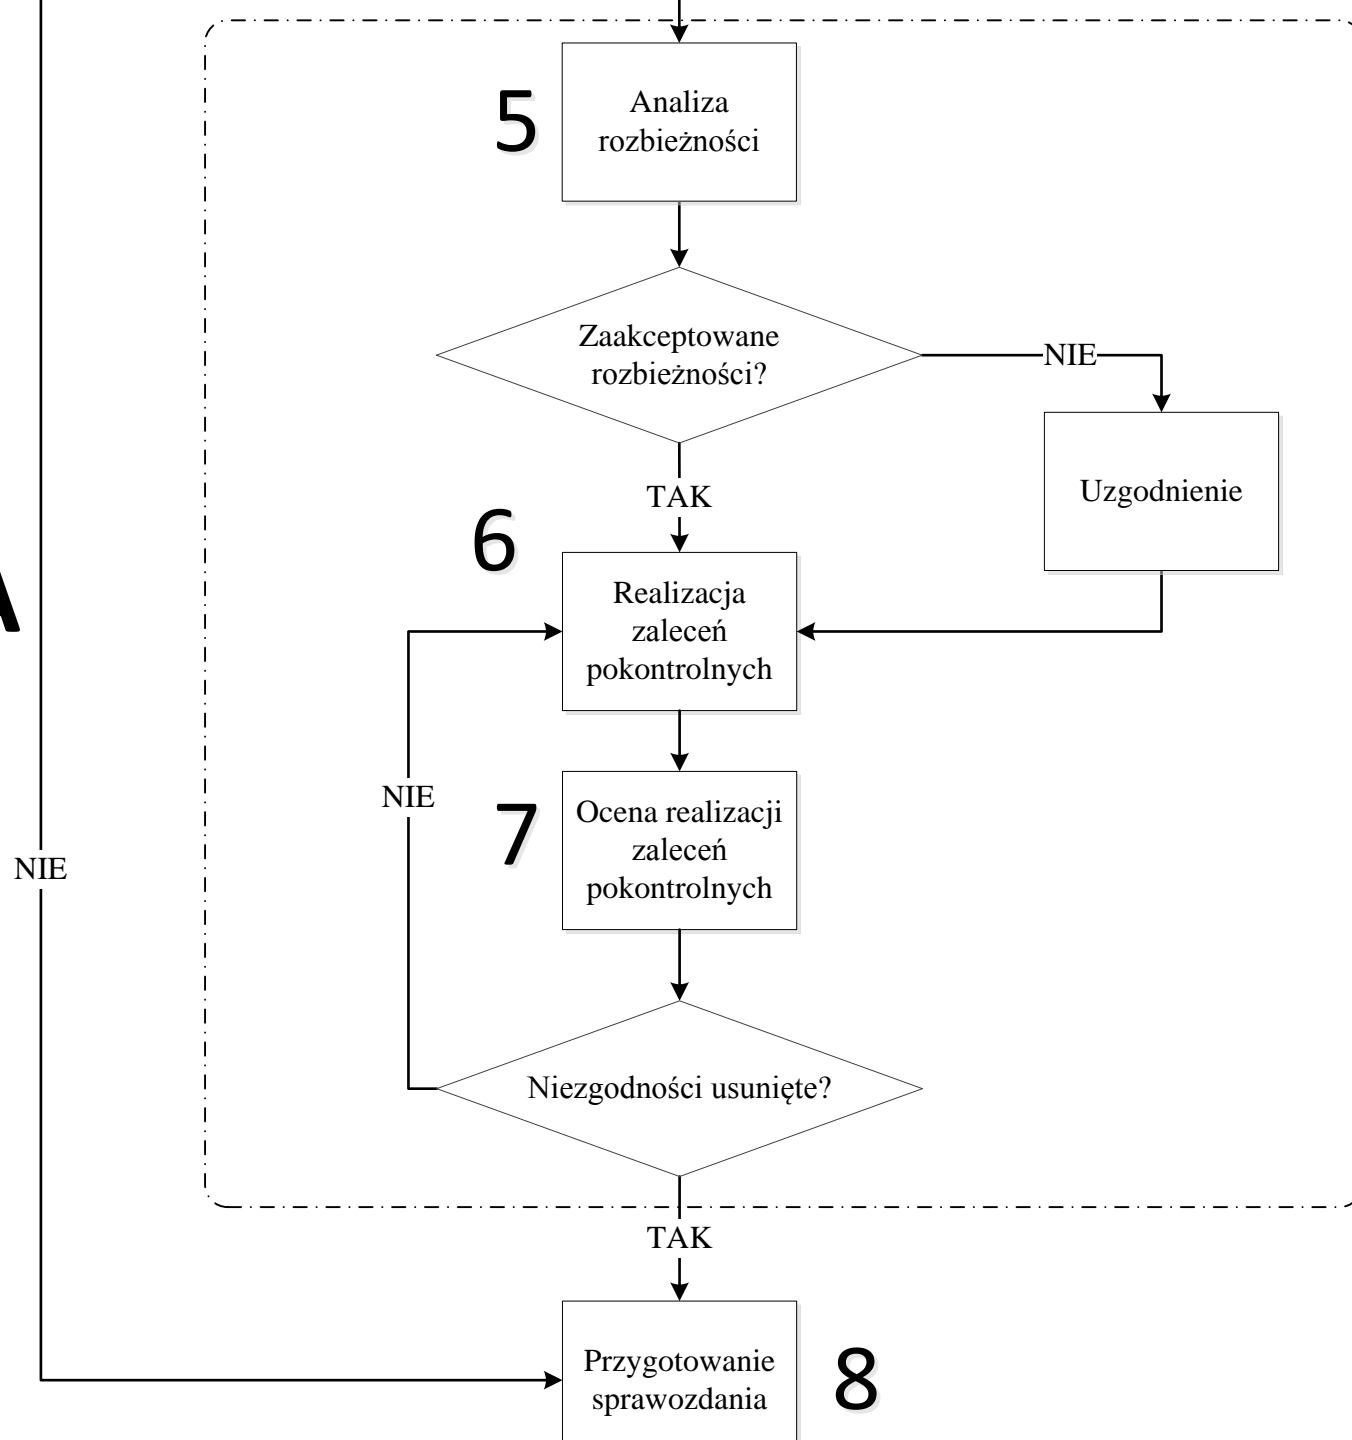 5
Analiza
rozbieżności
Zaakceptowane
rozbieżności?
NIE
Uzgodnienie
TAK
6
Realizacja
zaleceń
pokontrolnych
NIE
7
Ocena realizacji
zaleceń
pokontrolnych
NIE
Niezgodności usunięte?
TAK
Przygotowanie
sprawozdania
8